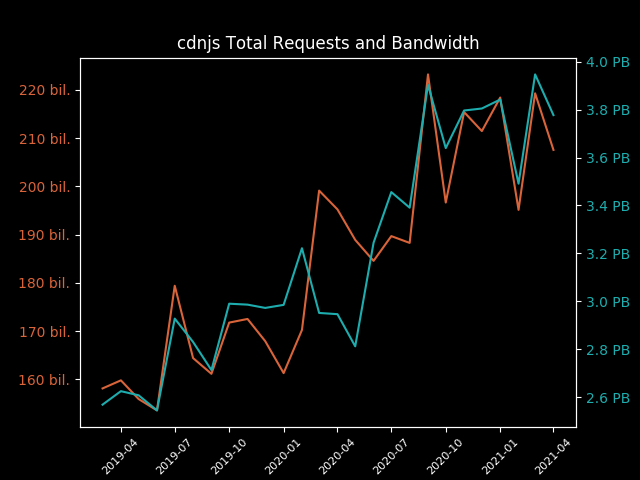 cdnjs Total Requests and Bandwidth
220 bil.
210 bil.
200 bil.
190 bil.
180 bil.
170 bil.
160 bil.
4.0 PB
3.8 PB
3.6 PB
3.4 PB
3.2 PB
3.0 PB
2.8 PB
2.6 PB
2019-04
2019-07
2019-10
2020-01
2020-04
2020-07
2020-10
2021-01
2021-04